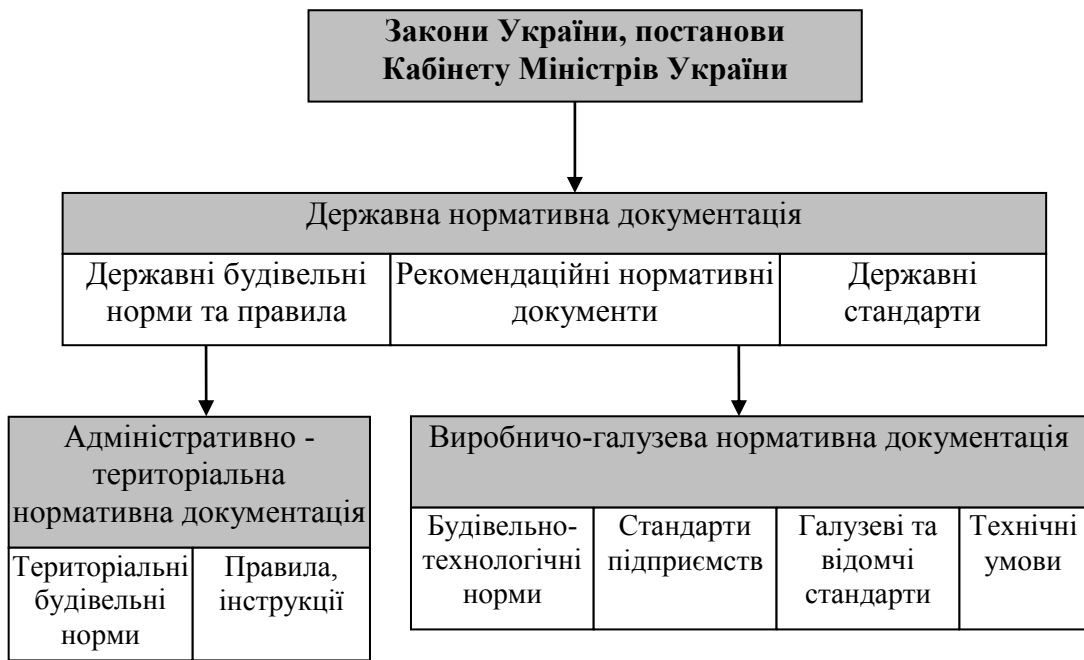 Закони України, постанови
Кабінету Міністрів України
Державна нормативна документація
Державні будівельні
норми та правила
Рекомендаційні нормативні
документи
Державні
стандарти
Адміністративно -
територіальна
нормативна документація
Територіальні
будівельні
норми
Правила,
інструкції
Виробничо-галузева нормативна документація
Будівельно-
технологічні
норми
Стандарти
підприємств
Галузеві та
відомчі
стандарти
Технічні
умови